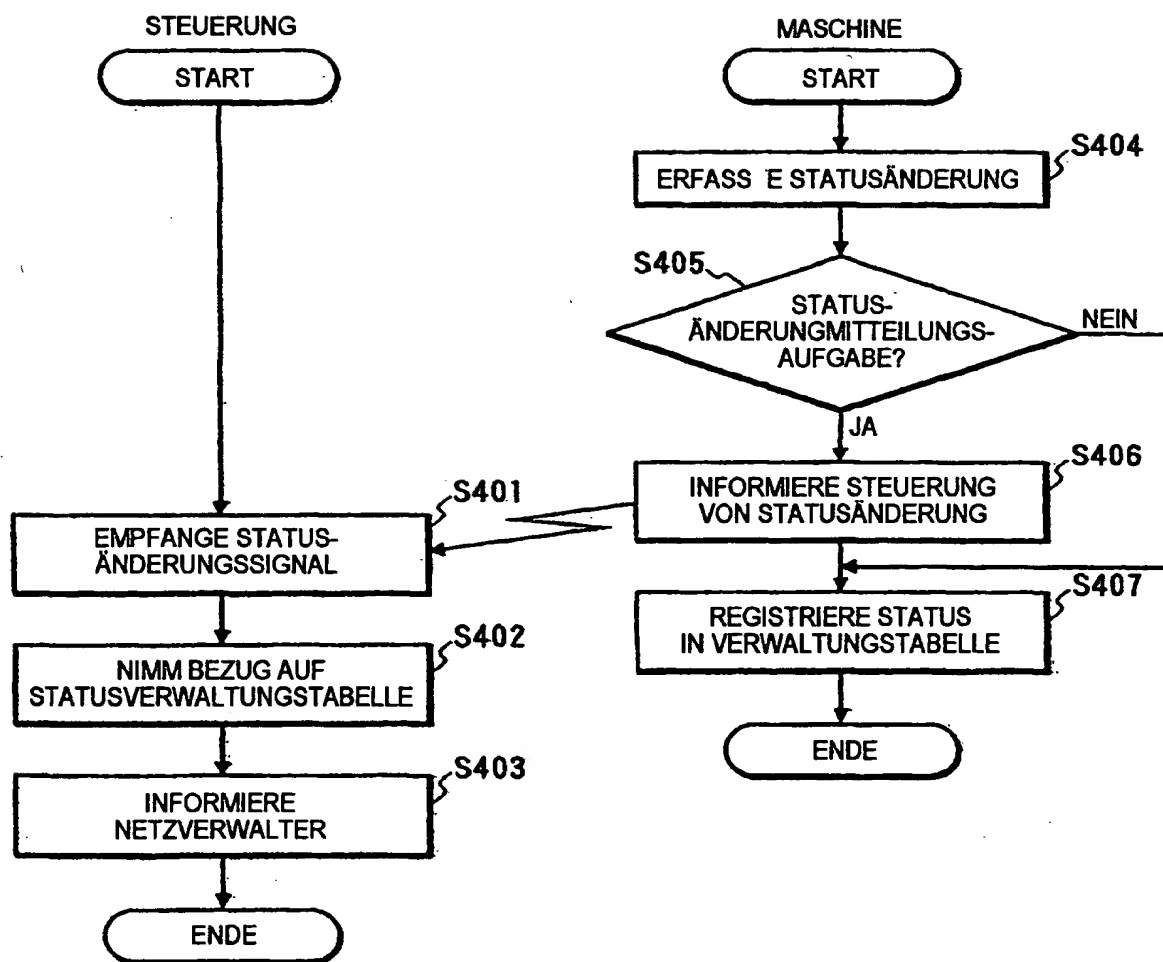 STEUERUNG
START
S401
EMPFANGE STATUS-
ÄNDERUNGSSIGNAL
S402
NIMM BEZUG AUF
STATUSVERWALTUNGSTABELLE
S403
INFORMIERE
NETZVERWALTER
ENDE
MASCHINE
START
S404
ERFASS E STATUSÄNDERUNG
S405
STATUS-
ÄNDERUNGMITTEILUNGS-
AUFGABE?
NEIN
JA
S406
INFORMIERE STEUERUNG
VON STATUSÄNDERUNG
S407
REGISTRIERE STATUS
IN VERWALTUNGSTABELLE
ENDE